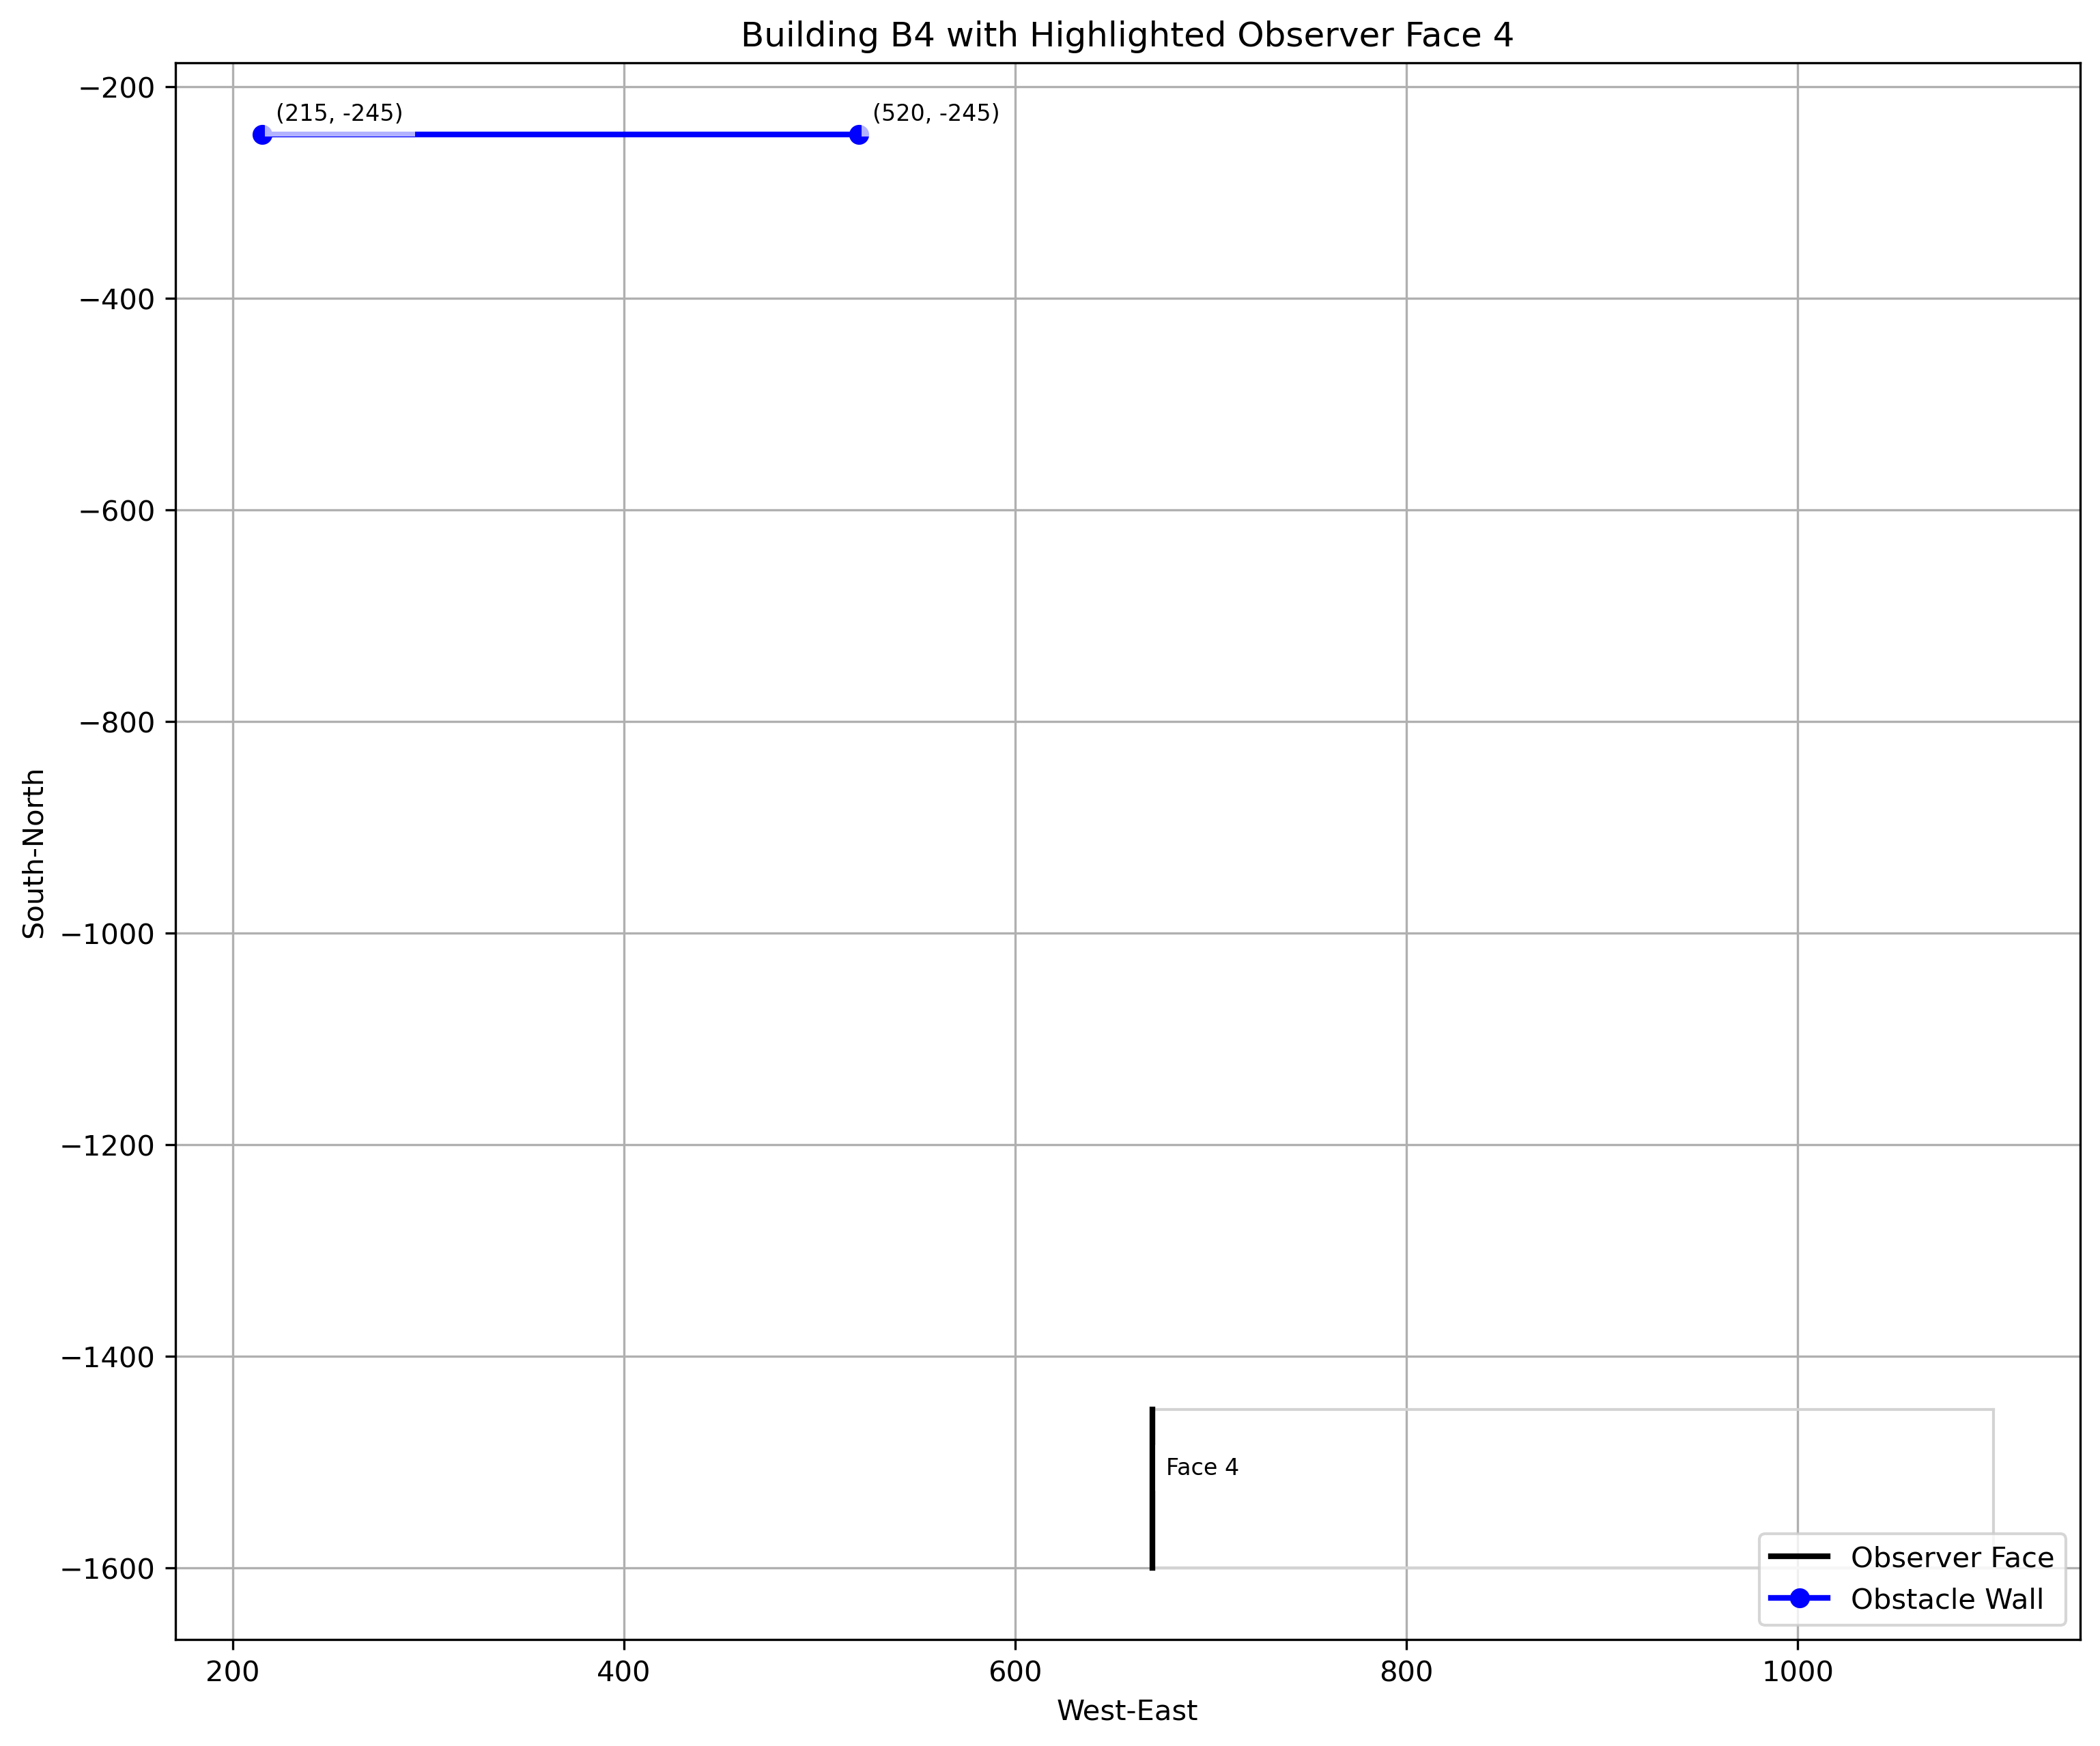 Building B4 with Highlighted Observer Face 4
−200
(215, -245)
(520, -245)
−400
−600
−800
South-North
−1000
−1200
−1400
Face 4
−1600
Observer Face
Obstacle Wall
200
400
600
800
1000
West-East